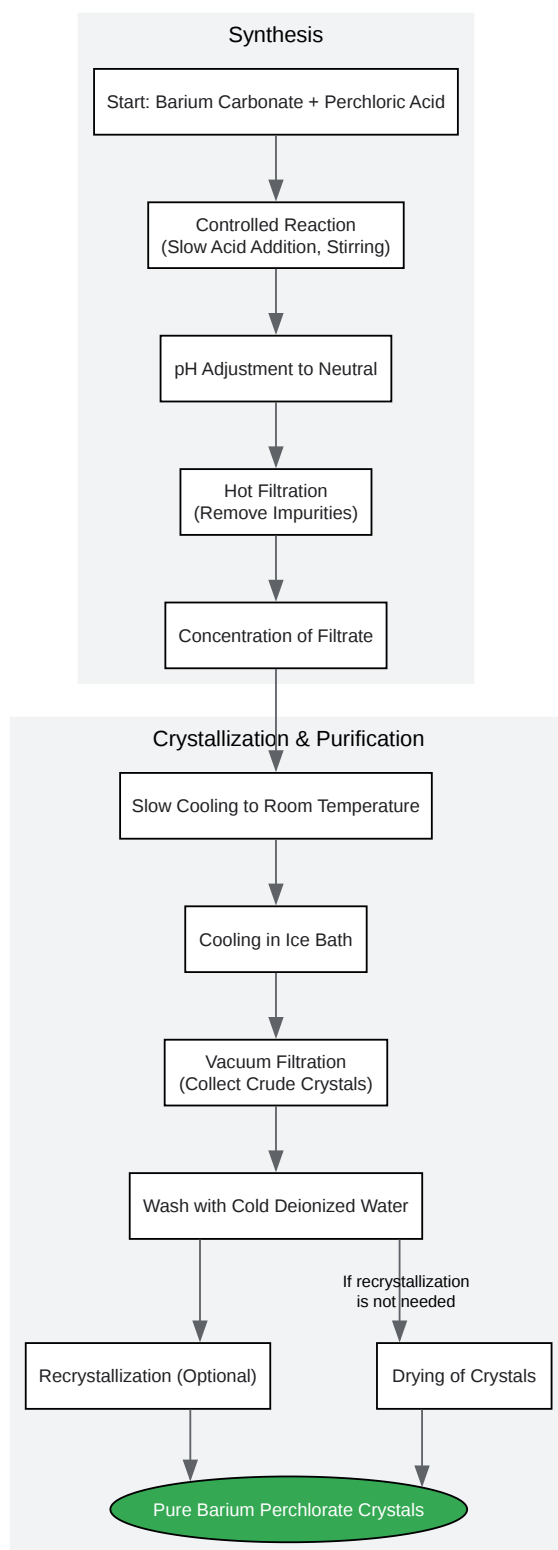 Synthesis
Start: Barium Carbonate + Perchloric Acid
Controlled Reaction
(Slow Acid Addition, Stirring)
pH Adjustment to Neutral
Hot Filtration
(Remove Impurities)
Concentration of Filtrate
Crystallization & Purification
Slow Cooling to Room Temperature
Cooling in Ice Bath
Vacuum Filtration
(Collect Crude Crystals)
Wash with Cold Deionized Water
If recrystallization
is not needed
Recrystallization (Optional)
Drying of Crystals
Pure Barium Perchlorate Crystals